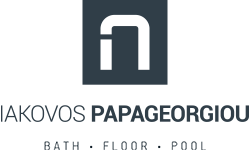 IAKOVOS PAPAGEORGIOU
BATH • FLOOR • POOL